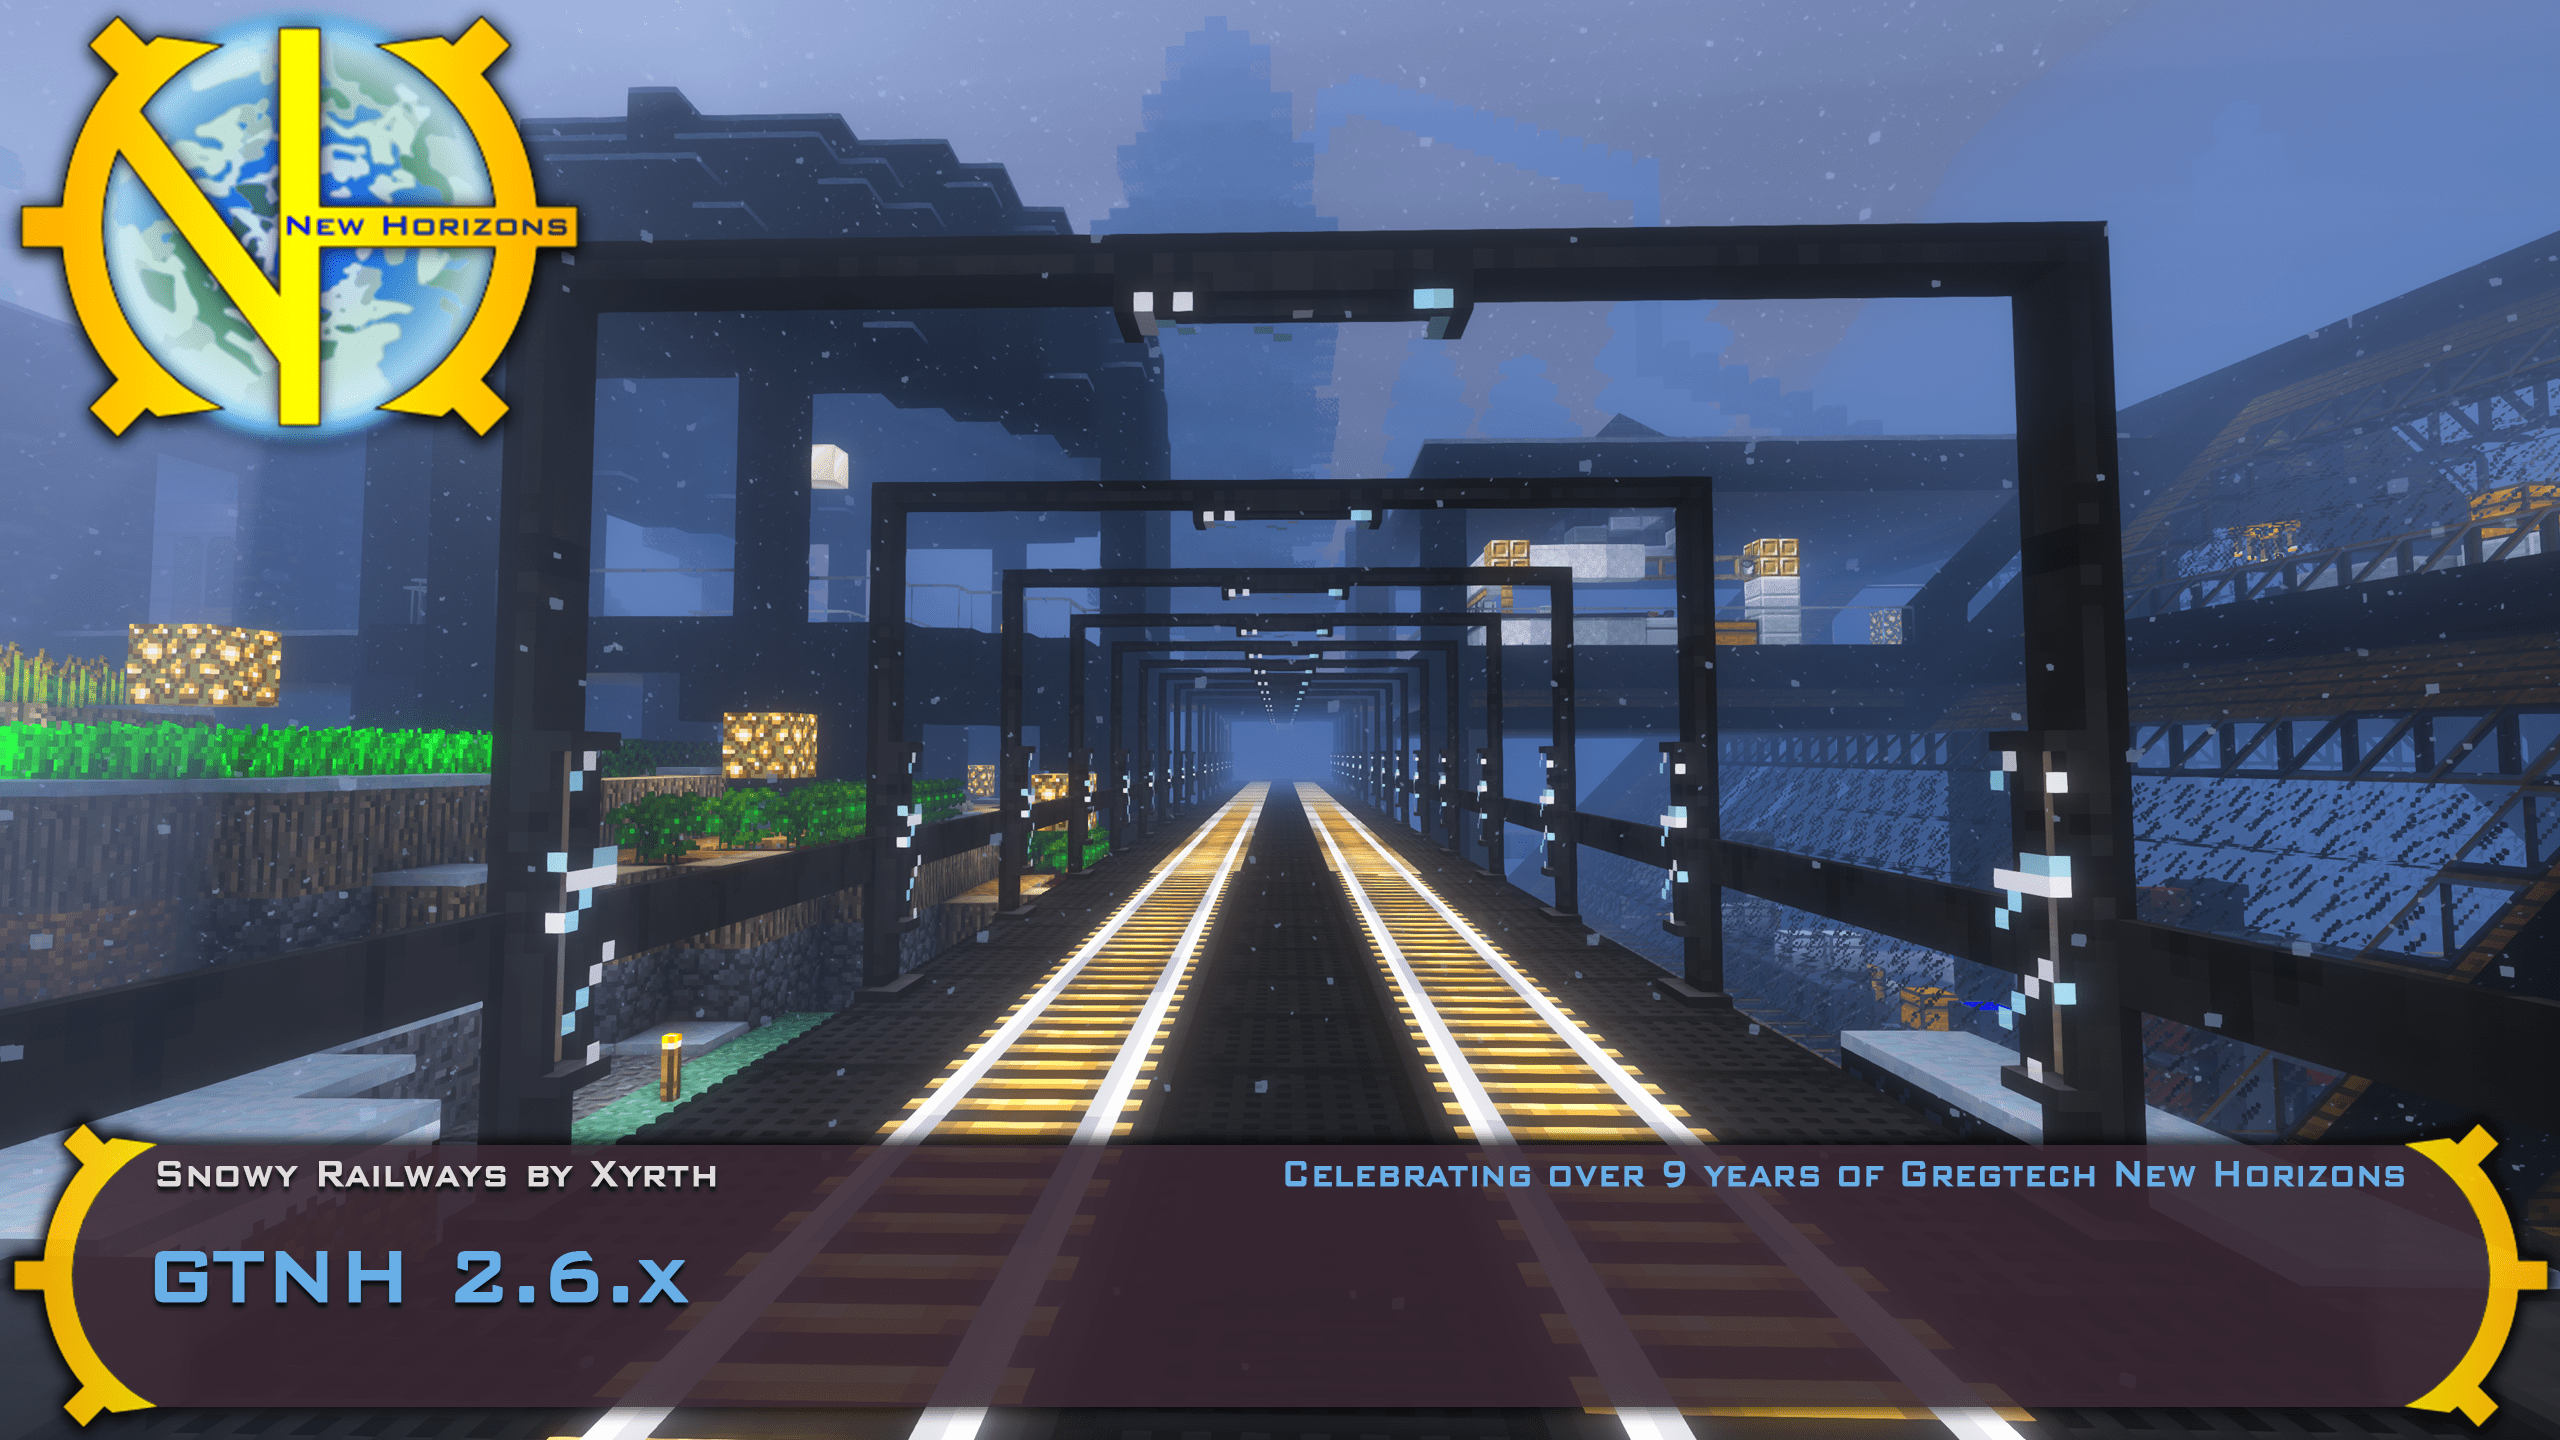 New Horizons
Snowy Railways by Xyrth
Celebrating over 9 years of Gregtech New Horizons
GTNH 2.6.x